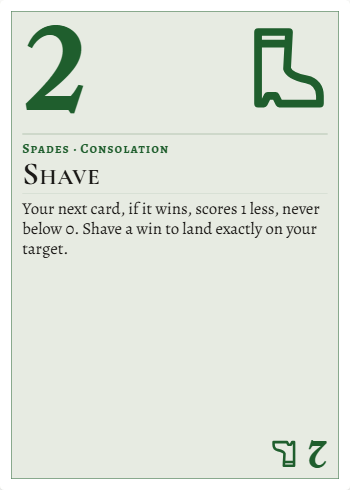 2
Spades · Consolation
Shave
Your next card, if it wins, scores 1 less, never
below 0. Shave a win to land exactly on your
target.
2